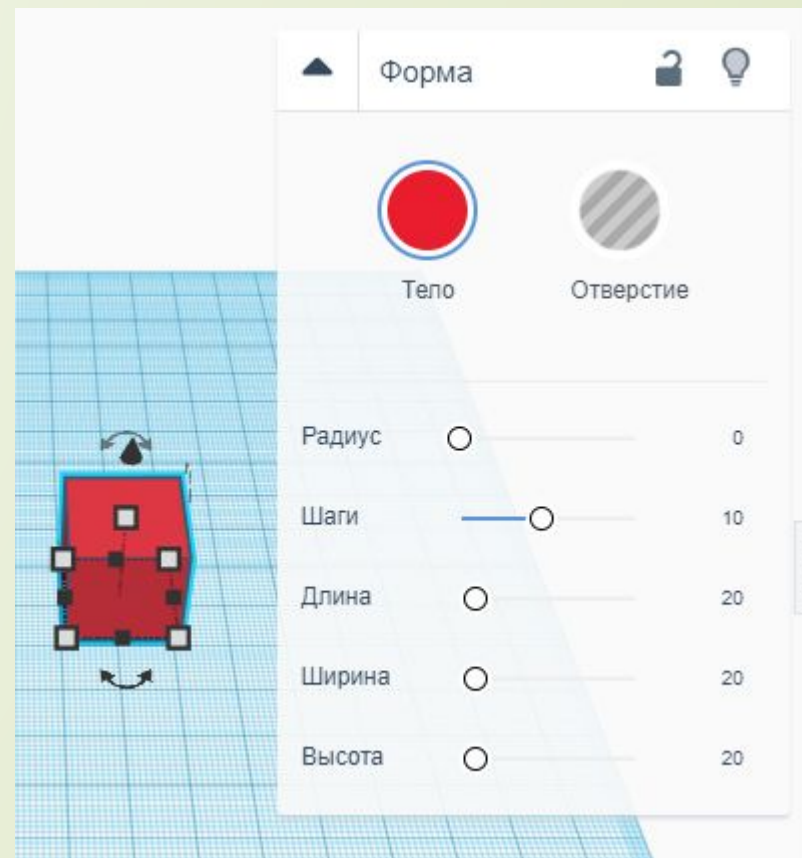 Форма
Тело Отверстие
Радиус 0
Шаги 10
Длина 20
Ширина 20
Высота 20